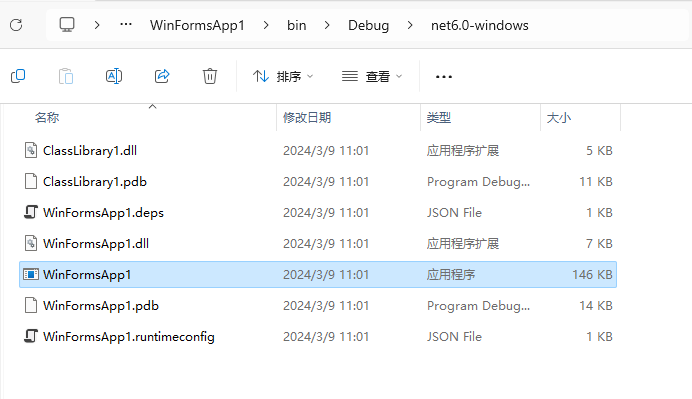 WinFormsApp1 bin Debug net6.0-windows
排序 查看
名称 修改日期 类型 大小
ClassLibrary1.dll 2024/3/9 11:01 应用程序扩展 5 KB
ClassLibrary1.pdb 2024/3/9 11:01 Program Debug... 11 KB
WinFormsApp1.deps 2024/3/9 11:01 JSON File 1 KB
WinFormsApp1.dll 2024/3/9 11:01 应用程序扩展 7 KB
WinFormsApp1 2024/3/9 11:01 应用程序 146 KB
WinFormsApp1.pdb 2024/3/9 11:01 Program Debug... 14 KB
WinFormsApp1.runtimeconfig 2024/3/9 11:01 JSON File 1 KB